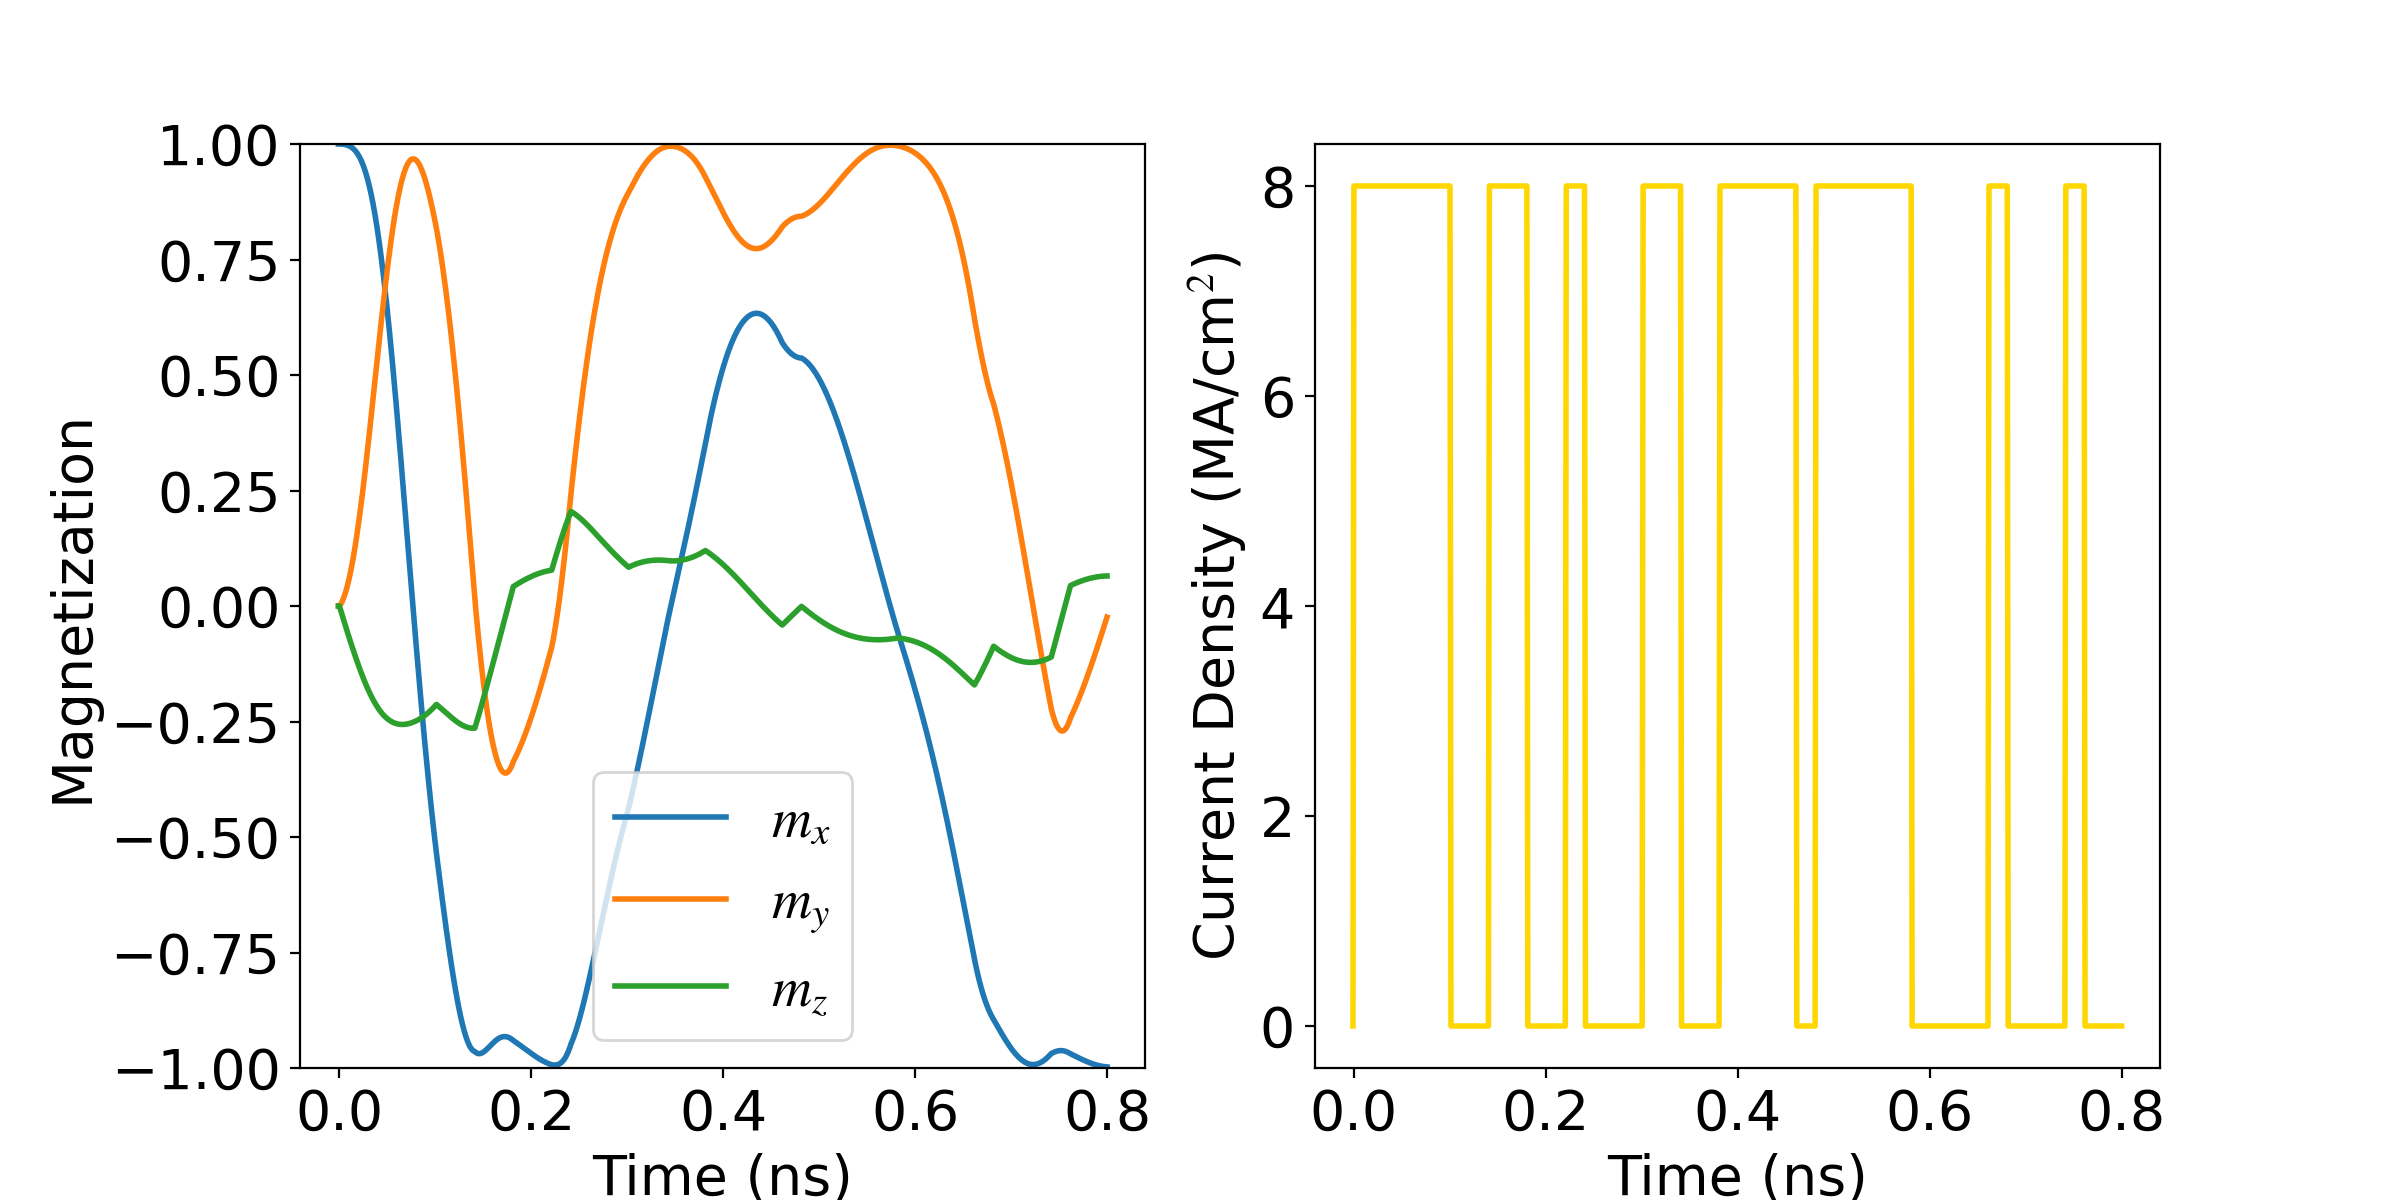 1.00
0.75
0.50
0.25
0.00
−0.25
−0.50
−0.75
−1.00
Magnetization
0.0 0.2 0.4 0.6 0.8
Time (ns)
m_x
m_y
m_z
8
6
4
2
0
Current Density (MA/cm²)
0.0 0.2 0.4 0.6 0.8
Time (ns)